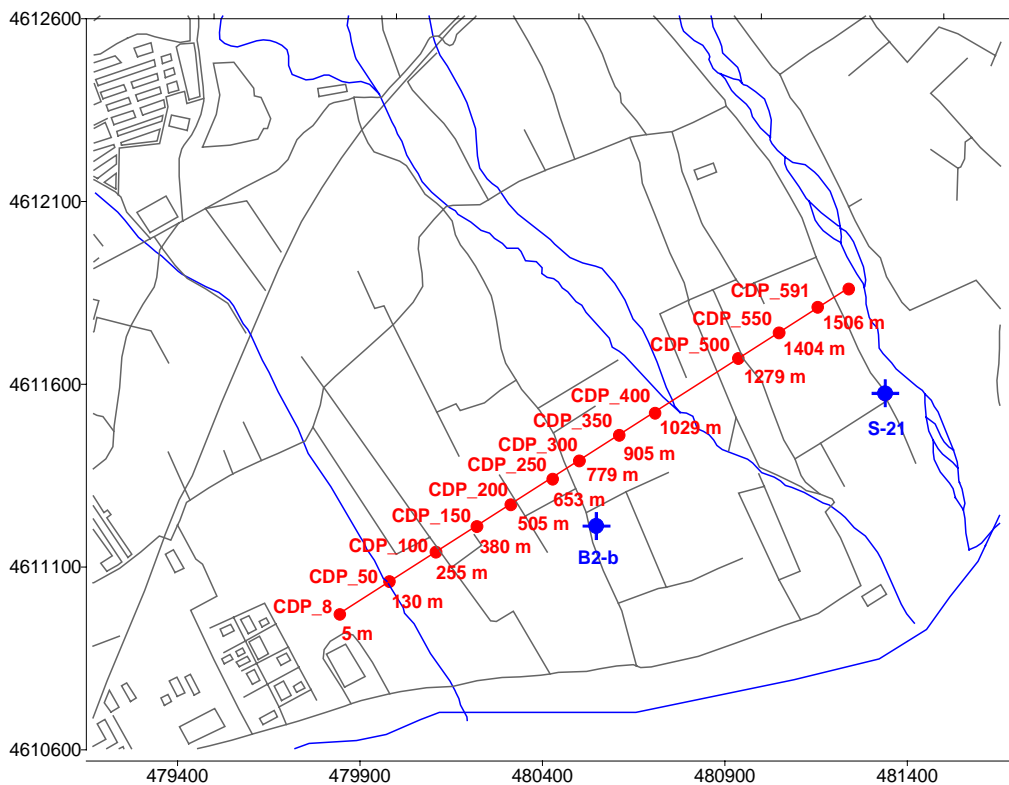 4612600
4612100
4611600
4611100
4610600
CDP_591
1506 m
CDP_550
1404 m
CDP_500
1279 m
CDP_400
1029 m
CDP_350
905 m
CDP_300
779 m
CDP_250
653 m
CDP_200
505 m
CDP_150
380 m
CDP_100
255 m
CDP_50
130 m
CDP_8
5 m
S-21
B2-b
479400
479900
480400
480900
481400